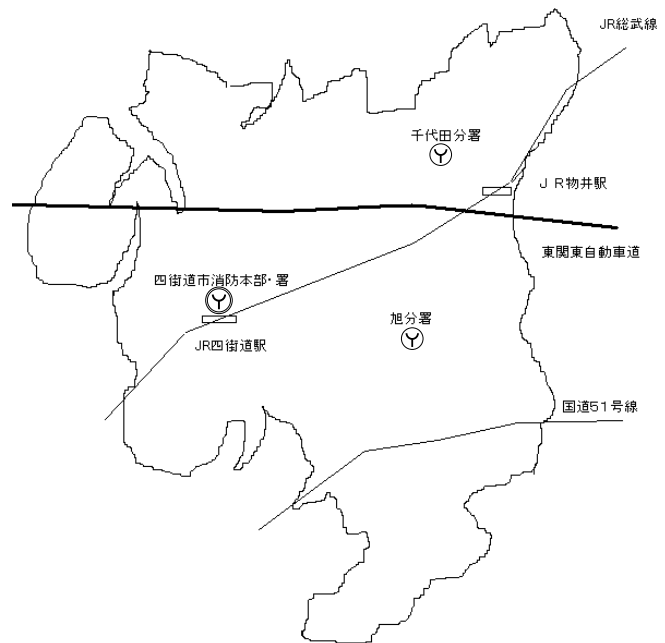 JR総武線
千代田分署
ＪＲ物井駅
東関東自動車道
四街道市消防本部・署
旭分署
JR四街道駅
国道51号線